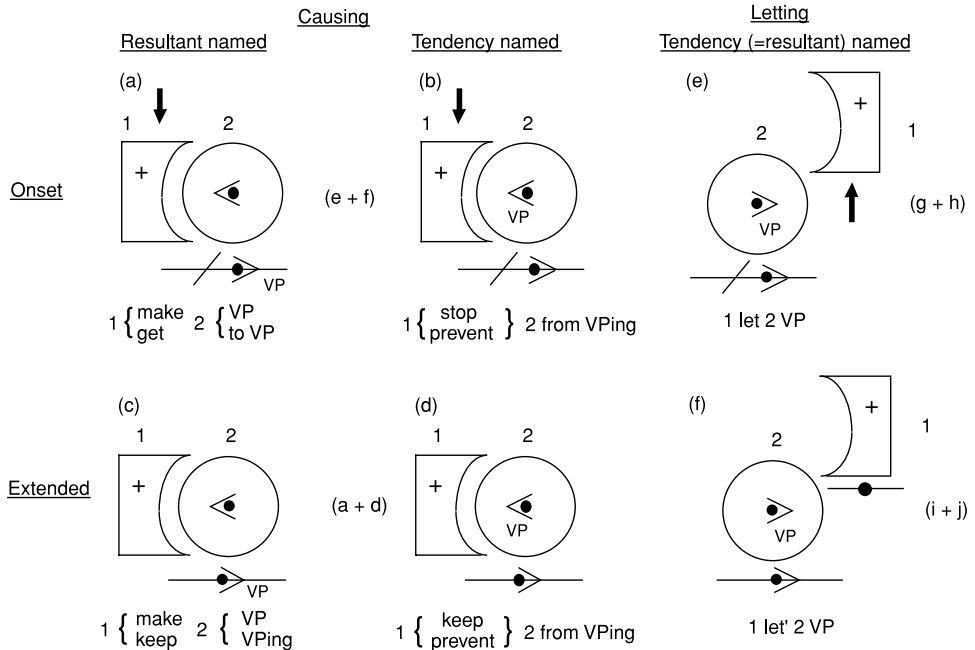 Causing
Letting
Resultant named
Tendency named
Tendency (=resultant) named
(a)
(b)
(e)
1
2
1
2
2
1
+
+
+
Onset
(e + f)
VP
VP
(g + h)
VP
1 { make 2 { VP
get to VP
1 { stop } 2 from VPing
prevent
1 let 2 VP
(c)
(d)
(f)
1
2
1
2
2
1
+
+
+
Extended
(a + d)
VP
VP
(i + j)
VP
1 { make 2 { VP
keep VPing
1 { keep } 2 from VPing
prevent
1 let' 2 VP